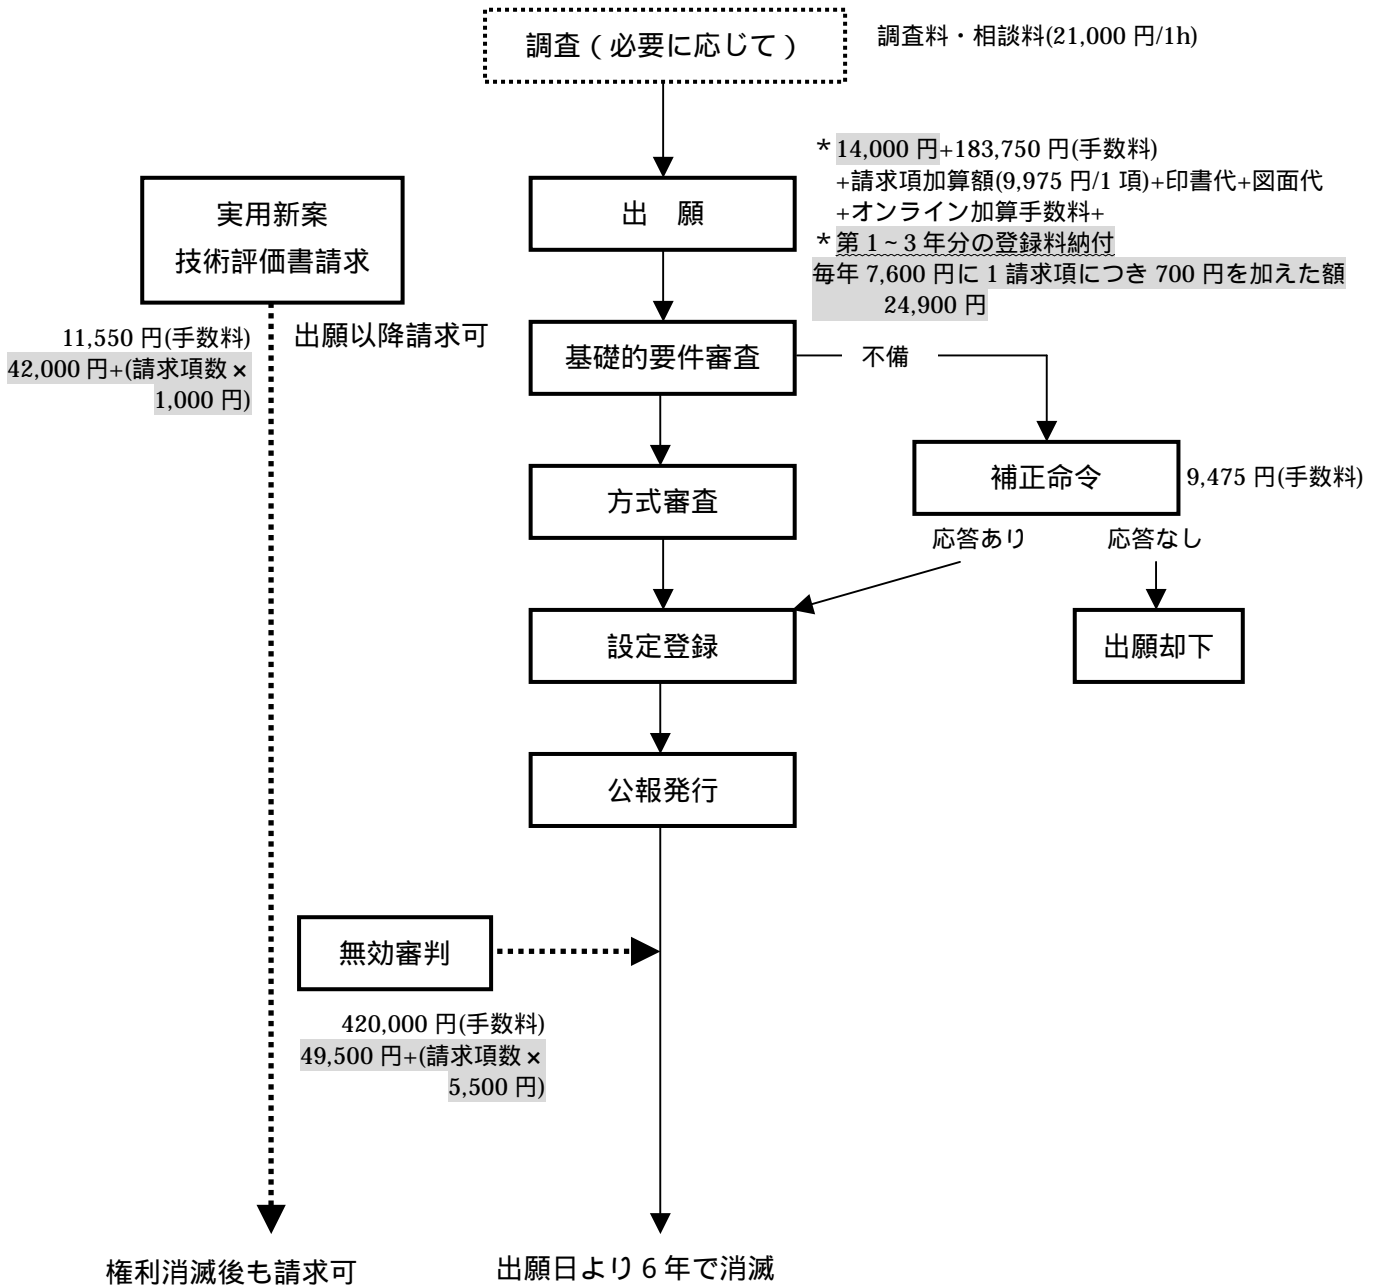 調査（必要に応じて）
調査料・相談料(21,000 円/1h)
＊14,000 円+183,750 円(手数料)
+請求項加算額(9,975 円/1 項)+印書代+図面代
+オンライン加算手数料+
＊第 1～3 年分の登録料納付
毎年 7,600 円に 1 請求項につき 700 円を加えた額
24,900 円
実用新案
技術評価書請求
出　願
11,550 円(手数料)
42,000 円+(請求項数×
1,000 円)
出願以降請求可
基礎的要件審査
不備
補正命令
9,475 円(手数料)
方式審査
応答あり
応答なし
設定登録
出願却下
公報発行
無効審判
420,000 円(手数料)
49,500 円+(請求項数×
5,500 円)
権利消滅後も請求可
出願日より 6 年で消滅